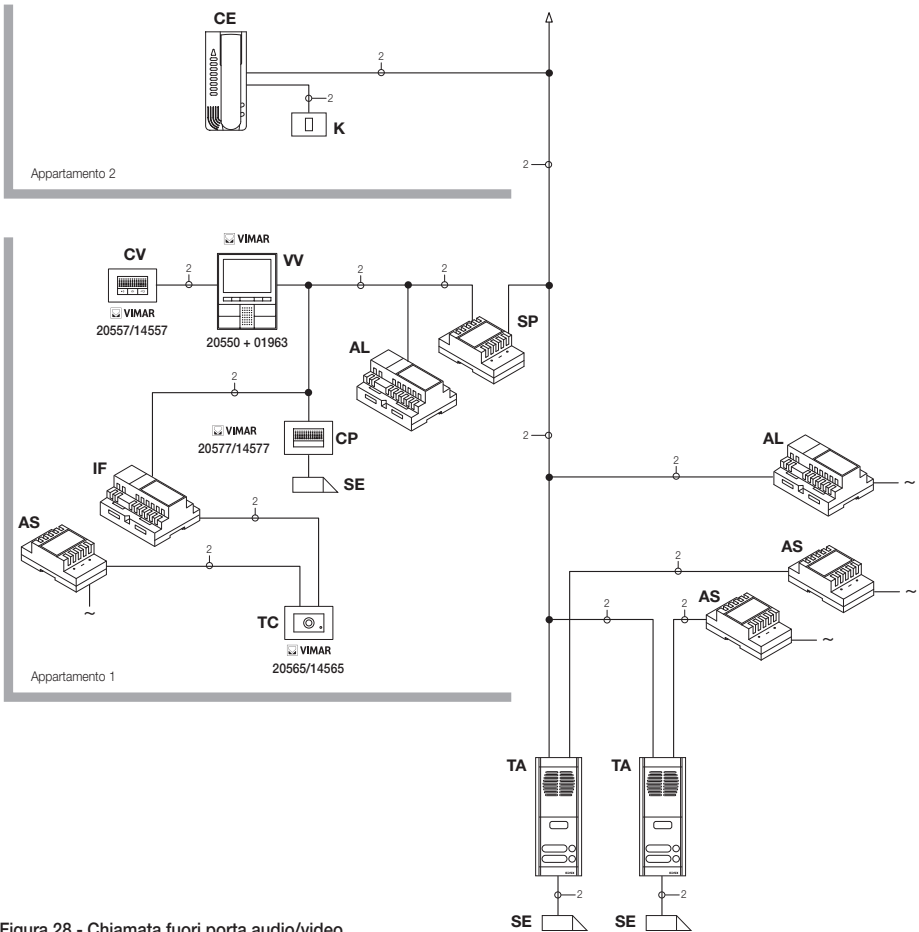 CE
2
2
K
2
Appartamento 2
VIMAR
CV
2
VV
2
2
VIMAR
20557/14557
20550 + 01963
SP
AL
2
2
VIMAR
20577/14577
CP
AL
2
~
IF
SE
2
AS
2
2
AS
~
2
2
AS
~
~
TC
VIMAR
20565/14565
Appartamento 1
TA
TA
2
2
SE
SE
Figura 28 - Chiamata fuori porta audio/video